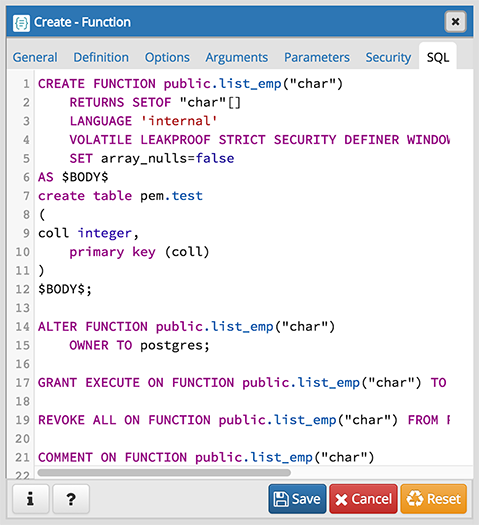 Create - Function
General Definition Options Arguments Parameters Security SQL
1 CREATE FUNCTION public.list_emp("char")
2 RETURNS SETOF "char"[]
3 LANGUAGE 'internal'
4 VOLATILE LEAKPROOF STRICT SECURITY DEFINER WINDOW
5 SET array_nulls=false
6 AS $BODY$
7 create table pem.test
8 (
9 coll integer,
10 primary key (coll)
11 )
12 $BODY$;
13
14 ALTER FUNCTION public.list_emp("char")
15 OWNER TO postgres;
16
17 GRANT EXECUTE ON FUNCTION public.list_emp("char") TO
18
19 REVOKE ALL ON FUNCTION public.list_emp("char") FROM
20
21 COMMENT ON FUNCTION public.list_emp("char")
22
i ? Save Cancel Reset